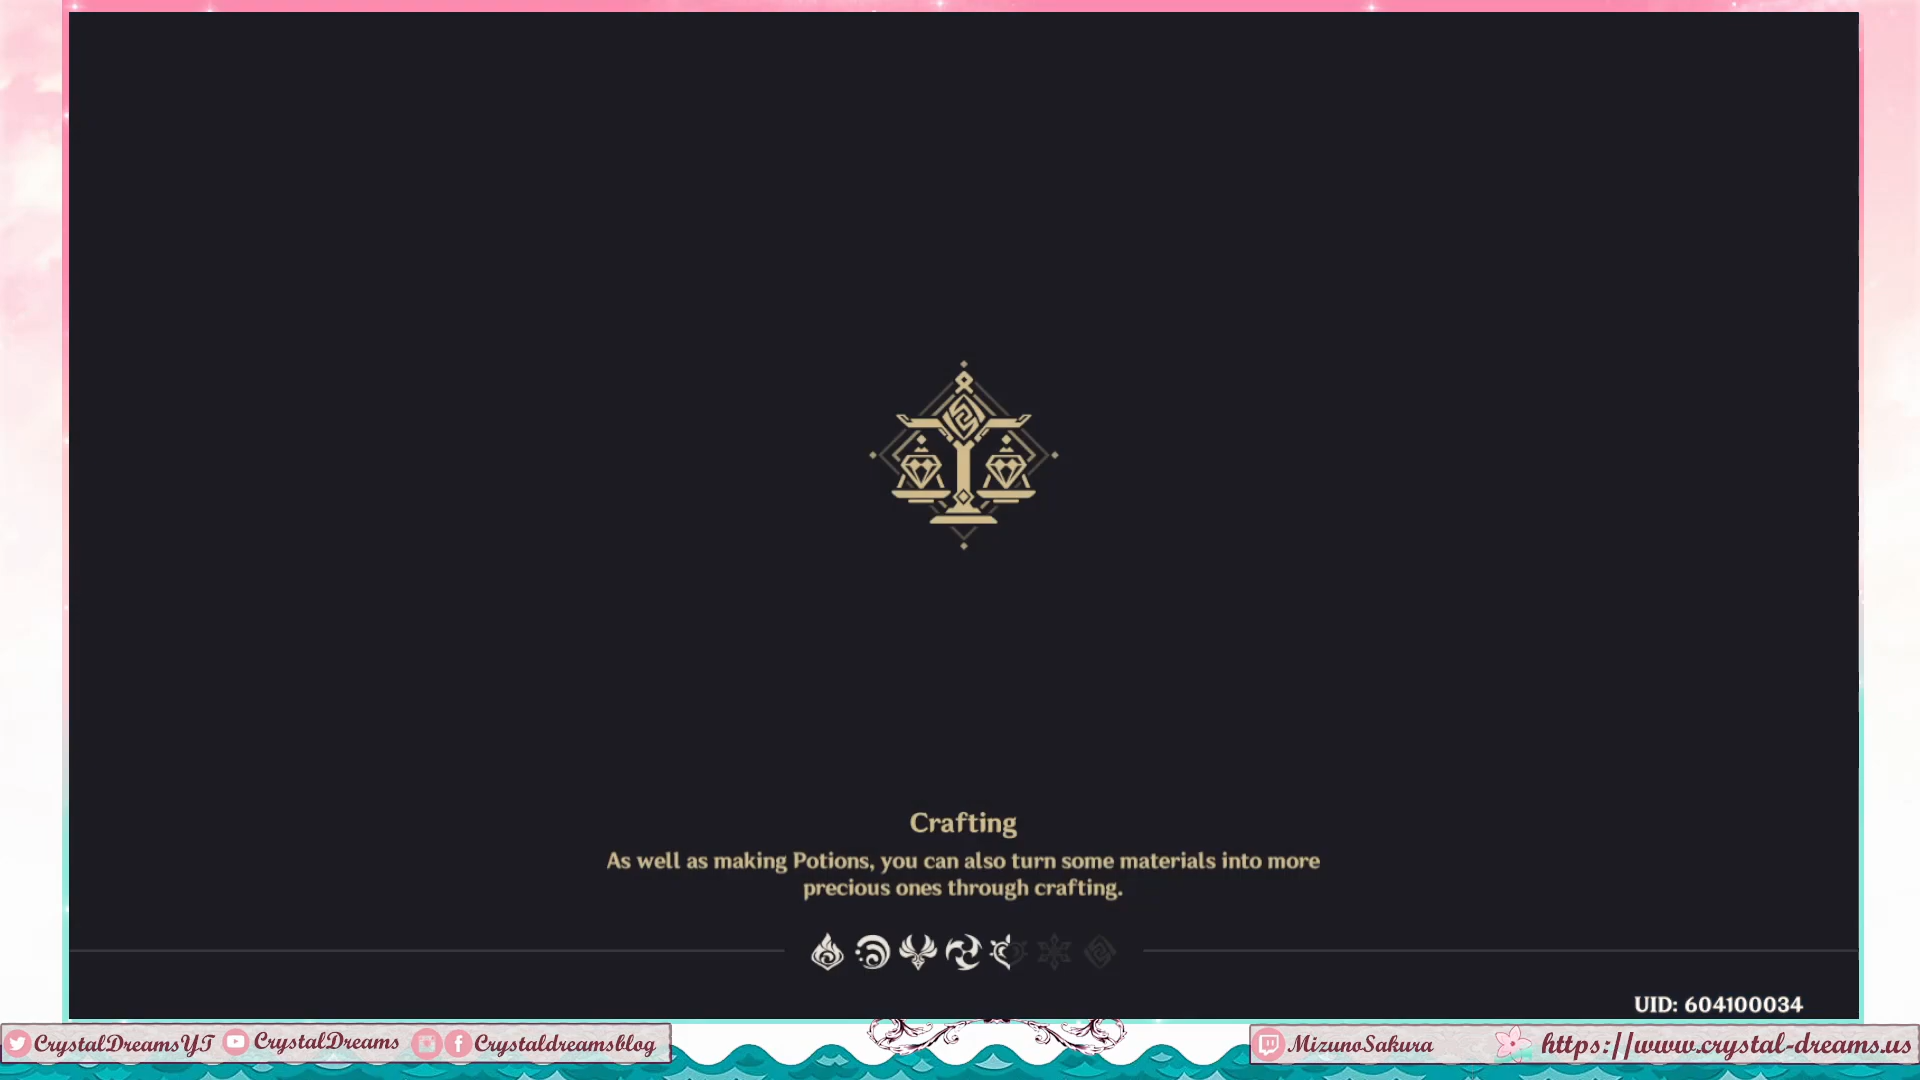 Crafting
As well as making Potions, you can also turn some materials into more
precious ones through crafting.
UID: 604100034
CrystalDreamsYT CrystalDreams Crystaldreamsblog MizunoSakura https://www.crystal-dreams.us